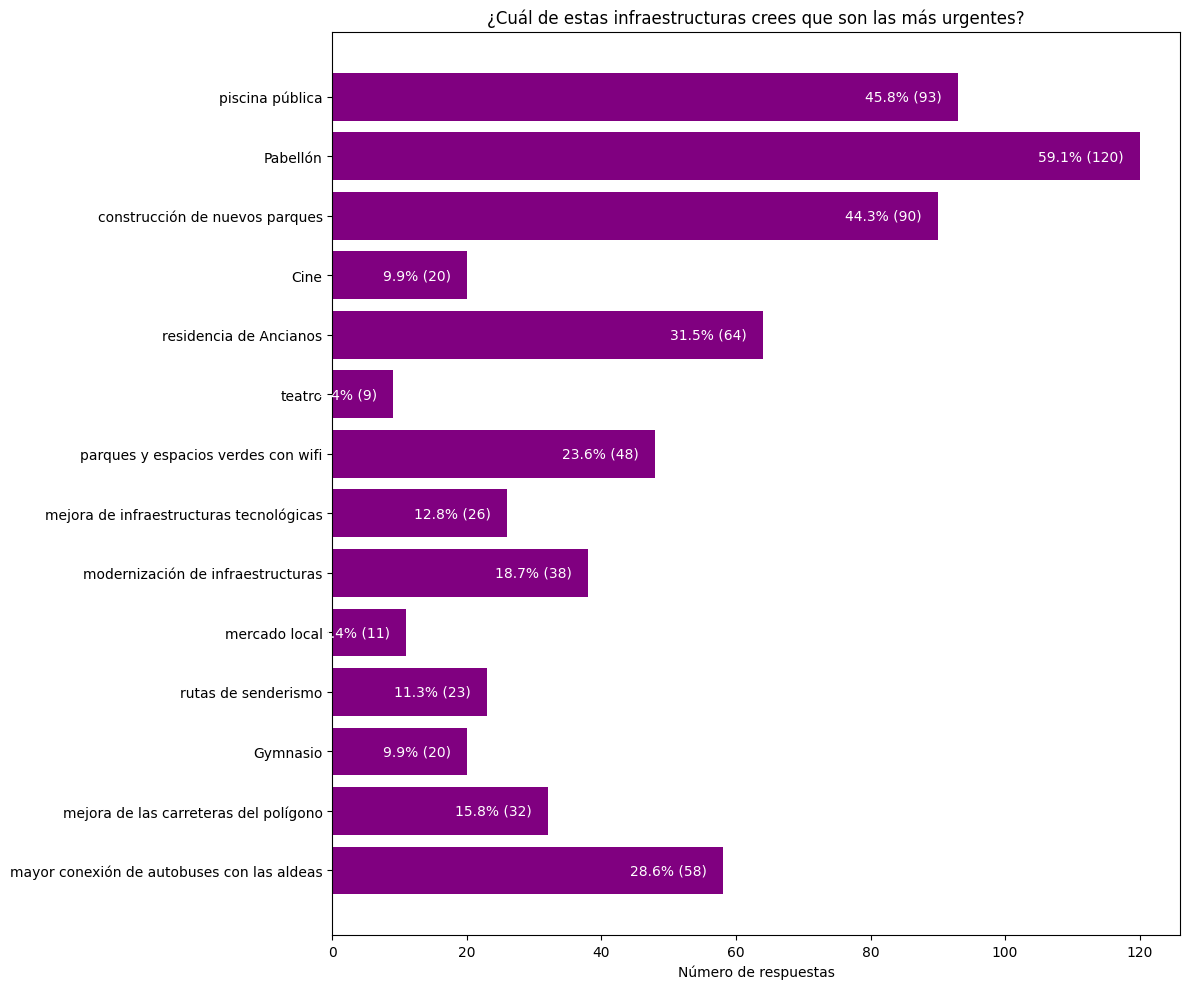 ¿Cuál de estas infraestructuras crees que son las más urgentes?
piscina pública 45.8% (93)
Pabellón 59.1% (120)
construcción de nuevos parques 44.3% (90)
Cine 9.9% (20)
residencia de Ancianos 31.5% (64)
teatro 4% (9)
parques y espacios verdes con wifi 23.6% (48)
mejora de infraestructuras tecnológicas 12.8% (26)
modernización de infraestructuras 18.7% (38)
mercado local .4% (11)
rutas de senderismo 11.3% (23)
Gymnasio 9.9% (20)
mejora de las carreteras del polígono 15.8% (32)
mayor conexión de autobuses con las aldeas 28.6% (58)
0 20 40 60 80 100 120
Número de respuestas